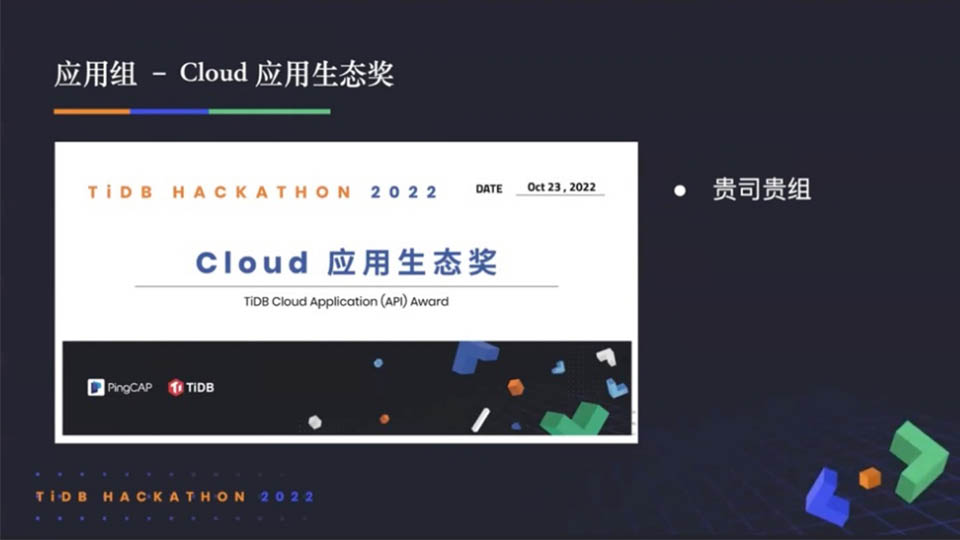 应用组 – Cloud 应用生态奖
TiDB HACKATHON 2022
DATE Oct 23 , 2022
Cloud 应用生态奖
TiDB Cloud Application (API) Award
PingCAP TiDB
• 贵司贵组
TiDB HACKATHON 2022